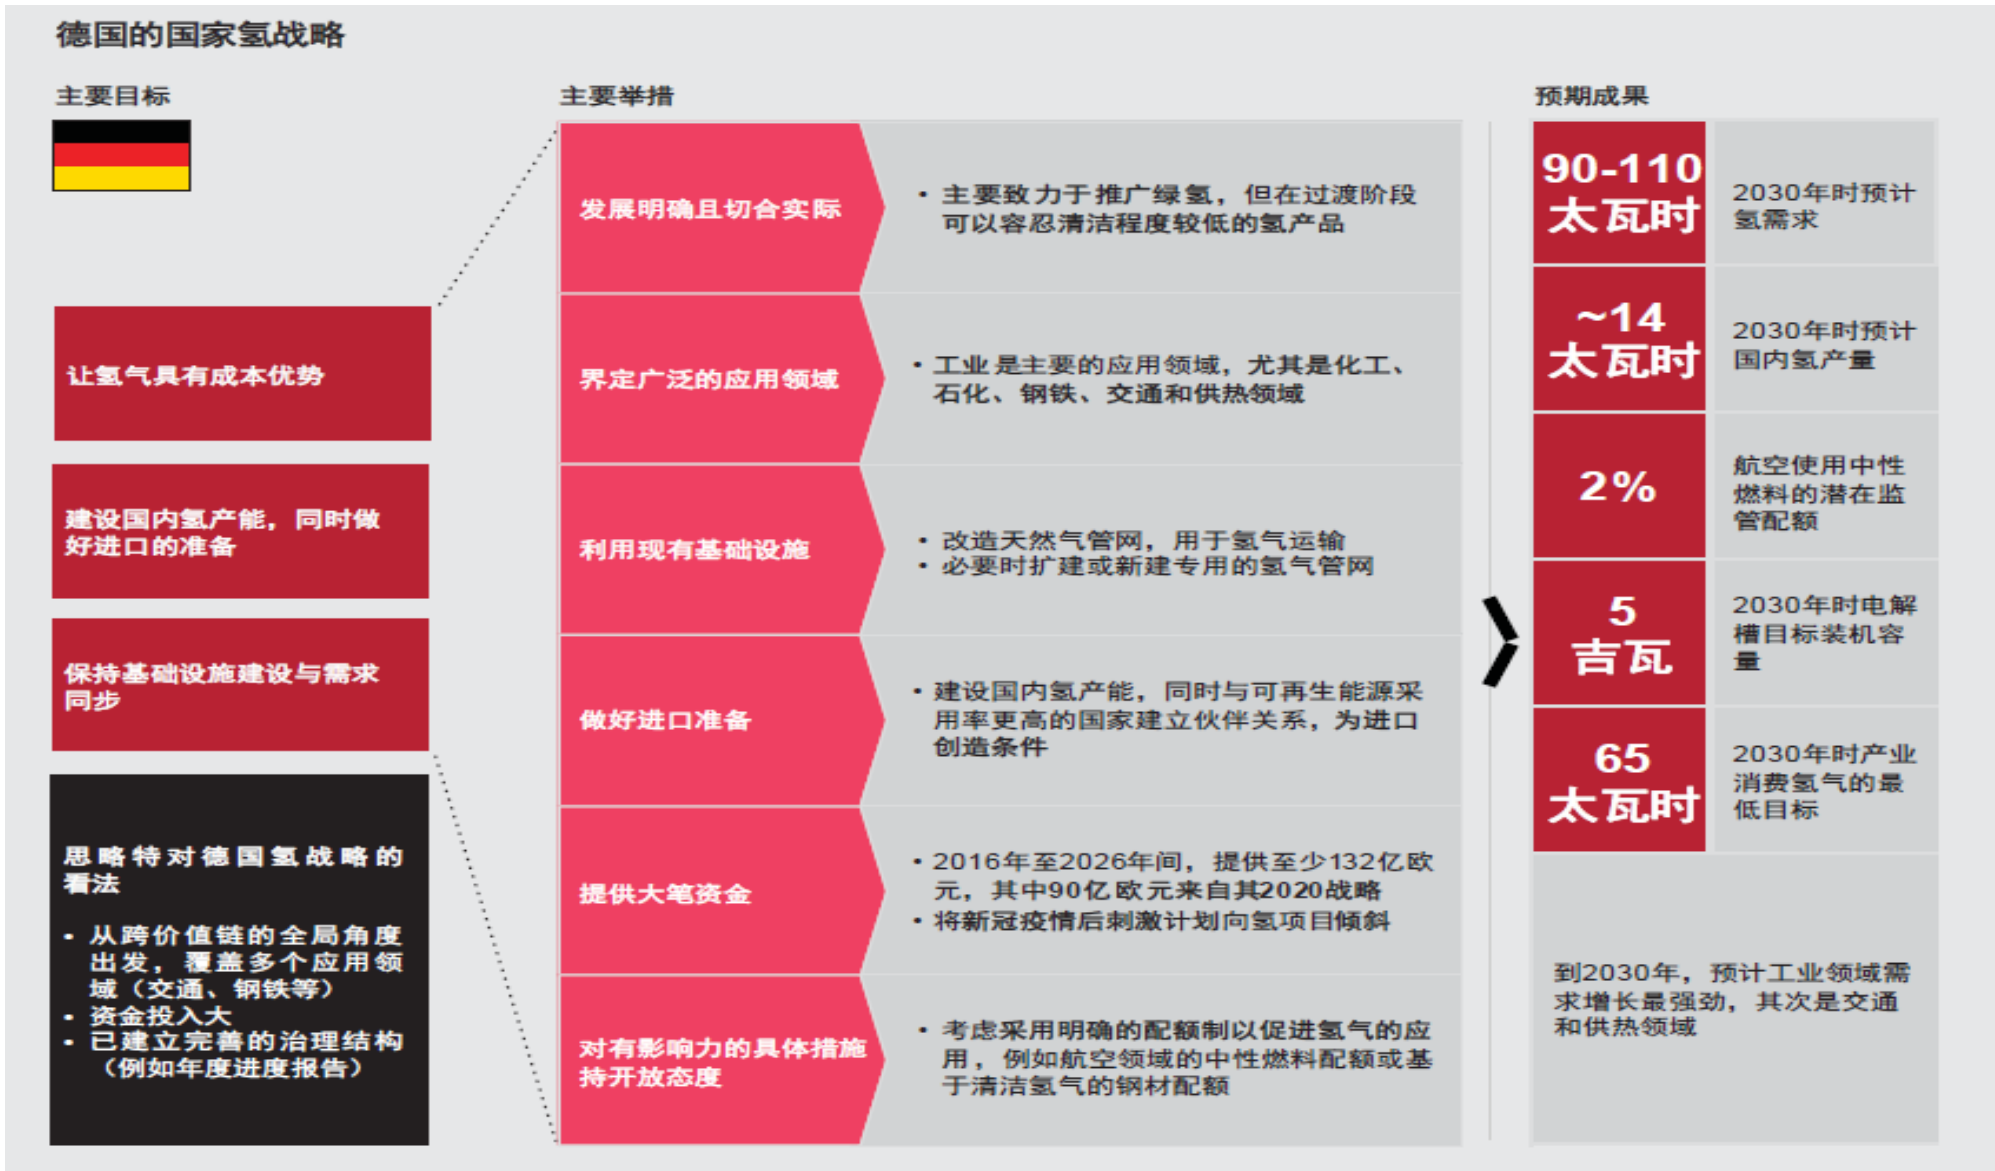 德国的国家氢战略
主要目标
让氢气具有成本优势
建设国内氢产能，同时做
好进口的准备
保持基础设施建设与需求
同步
思略特对德国氢战略的
看法
• 从跨价值链的全局角度
出发，覆盖多个应用领
域（交通、钢铁等）
• 资金投入大
• 已建立完善的治理结构
（例如年度进度报告）
主要举措
发展明确且切合实际
• 主要致力于推广绿氢，但在过渡阶段
可以容忍清洁程度较低的氢产品
界定广泛的应用领域
• 工业是主要的应用领域，尤其是化工、
石化、钢铁、交通和供热领域
利用现有基础设施
• 改造天然气管网，用于氢气运输
• 必要时扩建或新建专用的氢气管网
做好进口准备
• 建设国内氢产能，同时与可再生能源采
用率更高的国家建立伙伴关系，为进口
创造条件
提供大笔资金
• 2016年至2026年间，提供至少132亿欧
元，其中90亿欧元来自其2020战略
• 将新冠疫情后刺激计划向氢项目倾斜
对有影响力的具体措施
持开放态度
• 考虑采用明确的配额制以促进氢气的应
用，例如航空领域的中性燃料配额或基
于清洁氢气的钢材配额
预期成果
90-110
太瓦时
2030年时预计
氢需求
~14
太瓦时
2030年时预计
国内氢产量
2%
航空使用中性
燃料的潜在监
管配额
5
吉瓦
2030年时电解
槽目标装机容
量
65
太瓦时
2030年时产业
消费氢气的最
低目标
到2030年，预计工业领域需
求增长最强劲，其次是交通
和供热领域